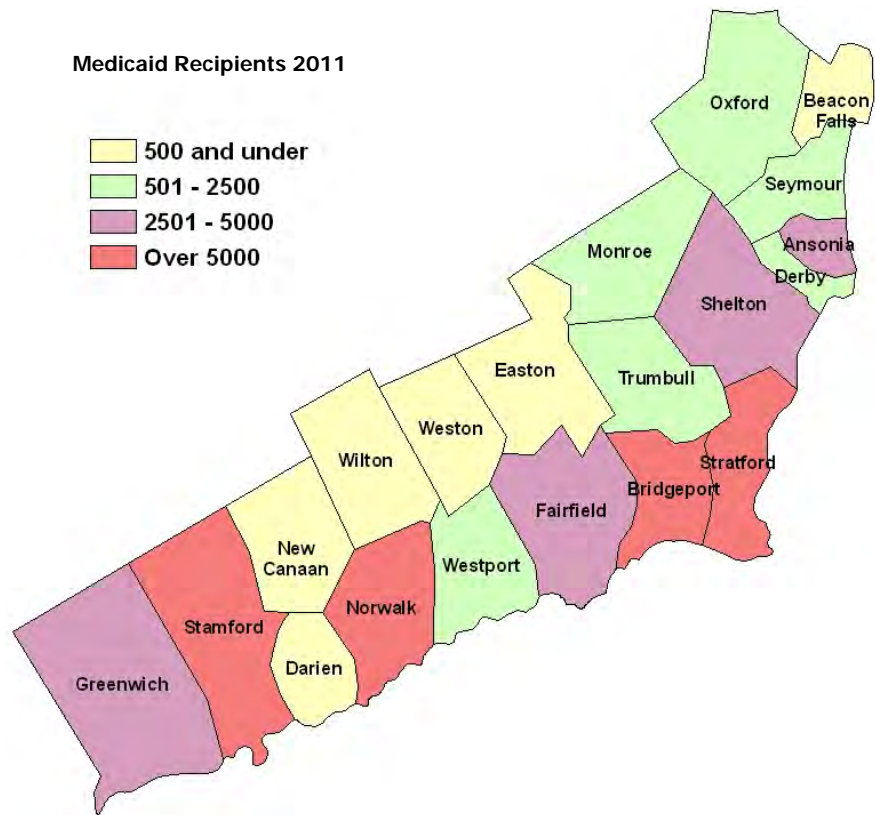 Medicaid Recipients 2011
500 and under
501 - 2500
2501 - 5000
Over 5000
Oxford
Beacon
Falls
Seymour
Ansonia
Monroe
Derby
Shelton
Easton
Trumbull
Weston
Wilton
Stratford
Bridgeport
Fairfield
New
Canaan
Westport
Norwalk
Stamford
Darien
Greenwich